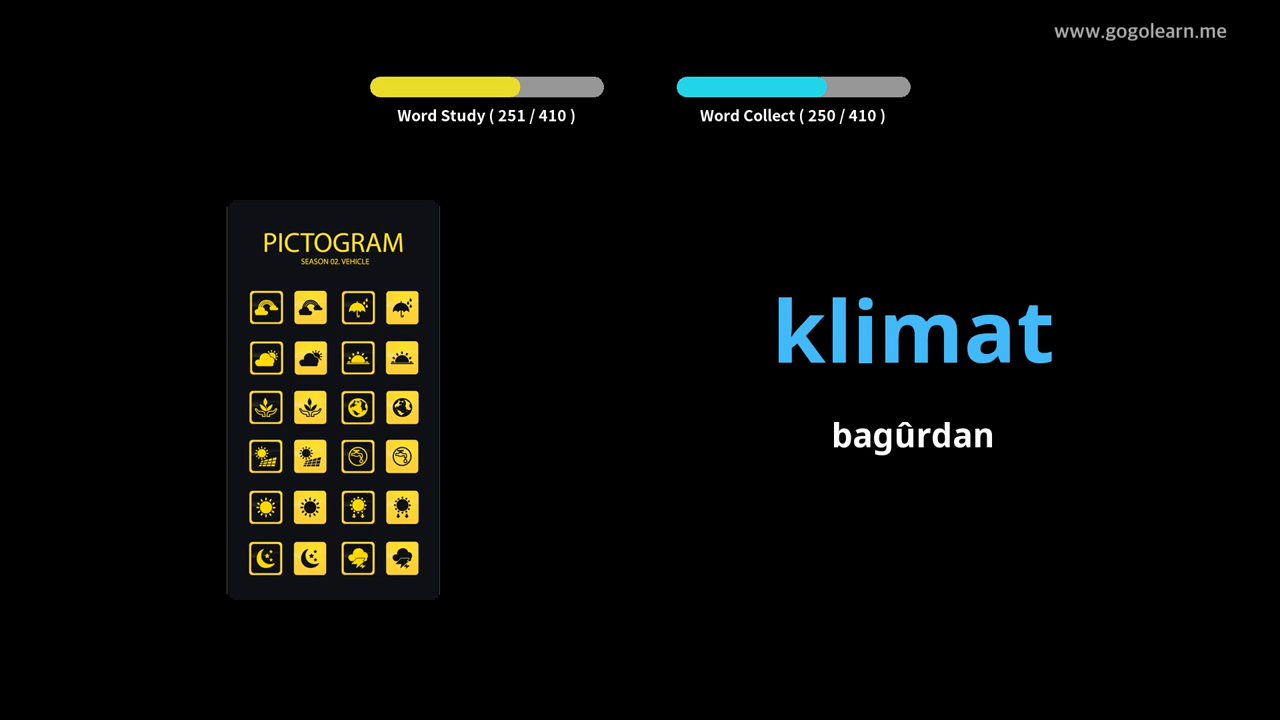 www.gogolearn.me
Word Study ( 251 / 410 )
Word Collect ( 250 / 410 )
PICTOGRAM
SEASON 02. VEHICLE
klimat
bagûrdan